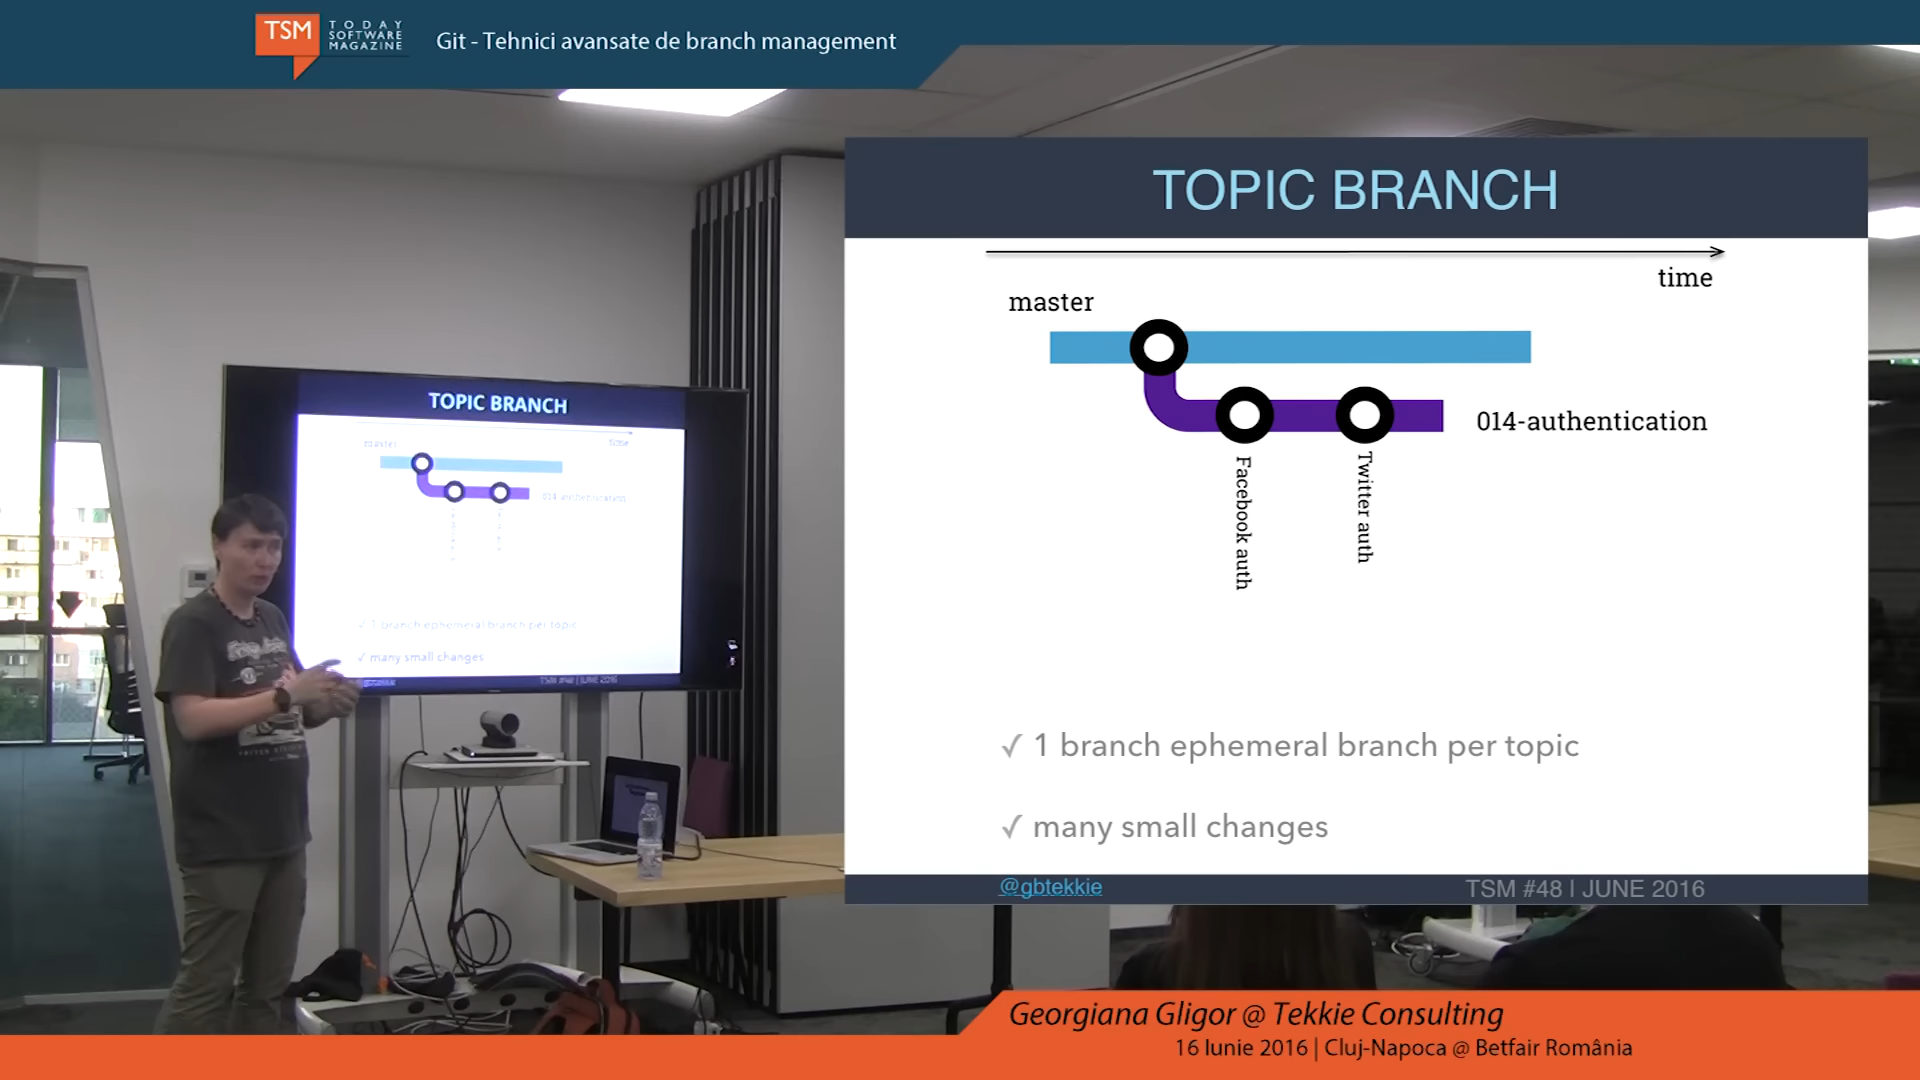 TSM
TODAY
SOFTWARE
MAGAZINE
Git - Tehnici avansate de branch management
TOPIC BRANCH
time
master
014-authentication
Facebook auth
Twitter auth
✓ 1 branch ephemeral branch per topic
✓ many small changes
@gbtekkie
TSM #48 | JUNE 2016
TOPIC BRANCH
time
master
014-authentication
✓ 1 branch ephemeral branch per topic
✓ many small changes
@gbtekkie
TSM #48 | JUNE 2016
Georgiana Gligor @ Tekkie Consulting
16 Iunie 2016 | Cluj-Napoca @ Betfair România